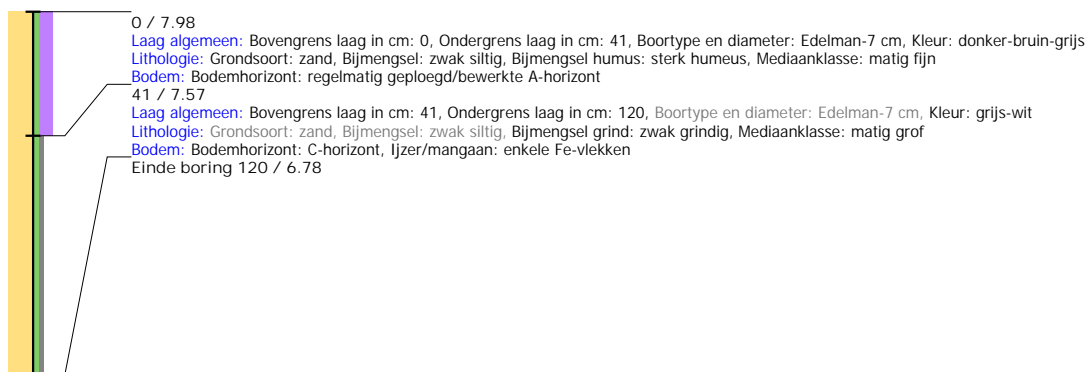 0 / 7.98
Laag algemeen: Bovengrens laag in cm: 0, Ondergrens laag in cm: 41, Boortype en diameter: Edelman-7 cm, Kleur: donker-bruin-grijs
Lithologie: Grondsoort: zand, Bijmengsel: zwak siltig, Bijmengsel humus: sterk humeus, Mediaanklasse: matig fijn
Bodem: Bodemhorizont: regelmatig geploegd/bewerkte A-horizont
41 / 7.57
Laag algemeen: Bovengrens laag in cm: 41, Ondergrens laag in cm: 120, Boortype en diameter: Edelman-7 cm, Kleur: grijs-wit
Lithologie: Grondsoort: zand, Bijmengsel: zwak siltig, Bijmengsel grind: zwak grindig, Mediaanklasse: matig grof
Bodem: Bodemhorizont: C-horizont, Ijzer/mangaan: enkele Fe-vlekken
Einde boring 120 / 6.78